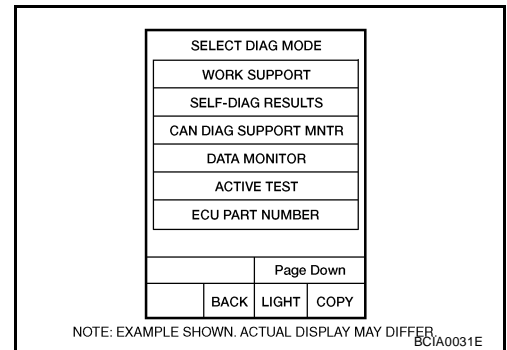 SELECT DIAG MODE
WORK SUPPORT
SELF-DIAG RESULTS
CAN DIAG SUPPORT MNTR
DATA MONITOR
ACTIVE TEST
ECU PART NUMBER
Page Down
BACK LIGHT COPY
NOTE: EXAMPLE SHOWN. ACTUAL DISPLAY MAY DIFFER.
BCIA0031E